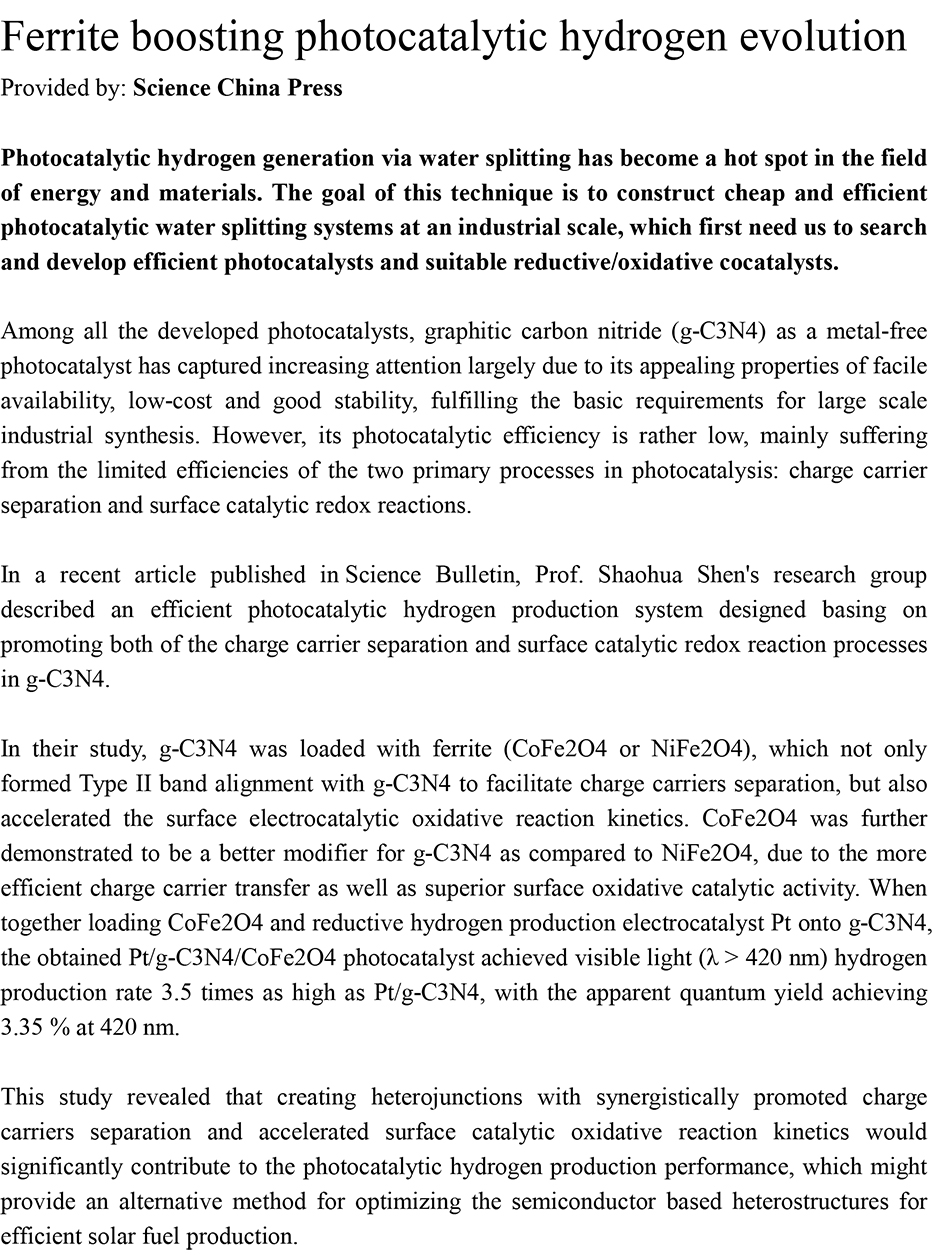 Ferrite boosting photocatalytic hydrogen evolution
Provided by: Science China Press
Photocatalytic hydrogen generation via water splitting has become a hot spot in the field
of energy and materials. The goal of this technique is to construct cheap and efficient
photocatalytic water splitting systems at an industrial scale, which first need us to search
and develop efficient photocatalysts and suitable reductive/oxidative cocatalysts.
Among all the developed photocatalysts, graphitic carbon nitride (g-C3N4) as a metal-free
photocatalyst has captured increasing attention largely due to its appealing properties of facile
availability, low-cost and good stability, fulfilling the basic requirements for large scale
industrial synthesis. However, its photocatalytic efficiency is rather low, mainly suffering
from the limited efficiencies of the two primary processes in photocatalysis: charge carrier
separation and surface catalytic redox reactions.
In a recent article published in Science Bulletin, Prof. Shaohua Shen's research group
described an efficient photocatalytic hydrogen production system designed basing on
promoting both of the charge carrier separation and surface catalytic redox reaction processes
in g-C3N4.
In their study, g-C3N4 was loaded with ferrite (CoFe2O4 or NiFe2O4), which not only
formed Type II band alignment with g-C3N4 to facilitate charge carriers separation, but also
accelerated the surface electrocatalytic oxidative reaction kinetics. CoFe2O4 was further
demonstrated to be a better modifier for g-C3N4 as compared to NiFe2O4, due to the more
efficient charge carrier transfer as well as superior surface oxidative catalytic activity. When
together loading CoFe2O4 and reductive hydrogen production electrocatalyst Pt onto g-C3N4,
the obtained Pt/g-C3N4/CoFe2O4 photocatalyst achieved visible light (λ > 420 nm) hydrogen
production rate 3.5 times as high as Pt/g-C3N4, with the apparent quantum yield achieving
3.35 % at 420 nm.
This study revealed that creating heterojunctions with synergistically promoted charge
carriers separation and accelerated surface catalytic oxidative reaction kinetics would
significantly contribute to the photocatalytic hydrogen production performance, which might
provide an alternative method for optimizing the semiconductor based heterostructures for
efficient solar fuel production.